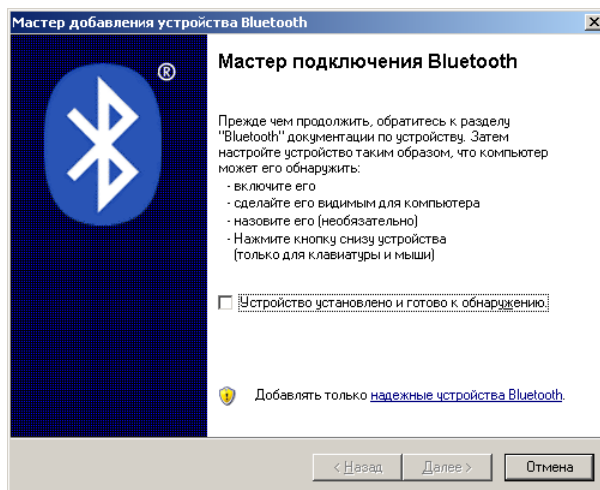 Мастер добавления устройства Bluetooth
®
Мастер подключения Bluetooth
Прежде чем продолжить, обратитесь к разделу
"Bluetooth" документации по устройству. Затем
настройте устройство таким образом, что компьютер
может его обнаружить:
- включите его
- сделайте его видимым для компьютера
- назовите его (необязательно)
- Нажмите кнопку снизу устройства
(только для клавиатуры и мыши)
Устройство установлено и готово к обнаружению.
Добавлять только надежные устройства Bluetooth.
< Назад Далее > Отмена